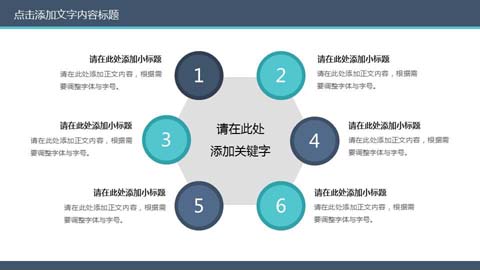 点击添加文字内容标题
请在此处添加小标题
请在此处添加正文内容，根据需
要调整字体与字号。
1
2
请在此处添加小标题
请在此处添加正文内容，根据需
要调整字体与字号。
请在此处添加小标题
请在此处添加正文内容，根据需
要调整字体与字号。
3
请在此处
添加关键字
4
请在此处添加小标题
请在此处添加正文内容，根据需
要调整字体与字号。
请在此处添加小标题
请在此处添加正文内容，根据需
要调整字体与字号。
5
6
请在此处添加小标题
请在此处添加正文内容，根据需
要调整字体与字号。